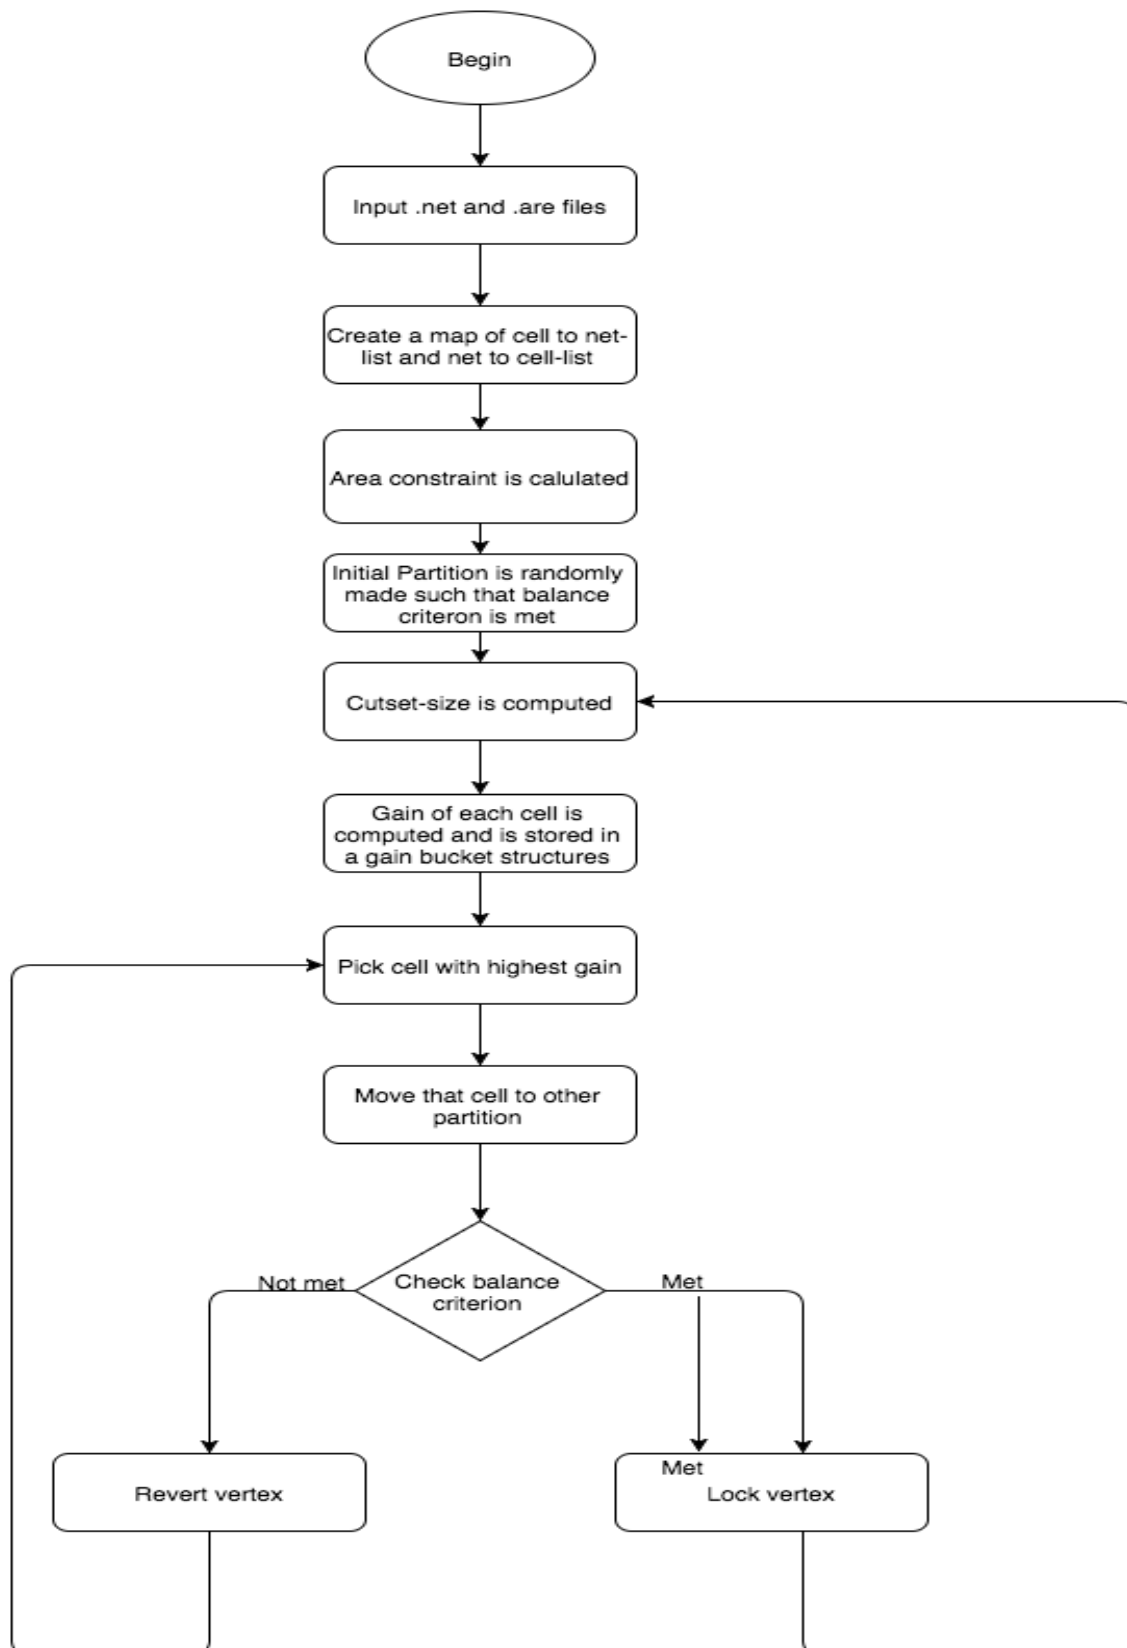 Begin
Input .net and .are files
Create a map of cell to net-
list and net to cell-list
Area constraint is calulated
Initial Partition is randomly
made such that balance
criteron is met
Cutset-size is computed
Gain of each cell is
computed and is stored in
a gain bucket structures
Pick cell with highest gain
Move that cell to other
partition
Check balance
criterion
Not met
Met
Revert vertex
Met
Lock vertex